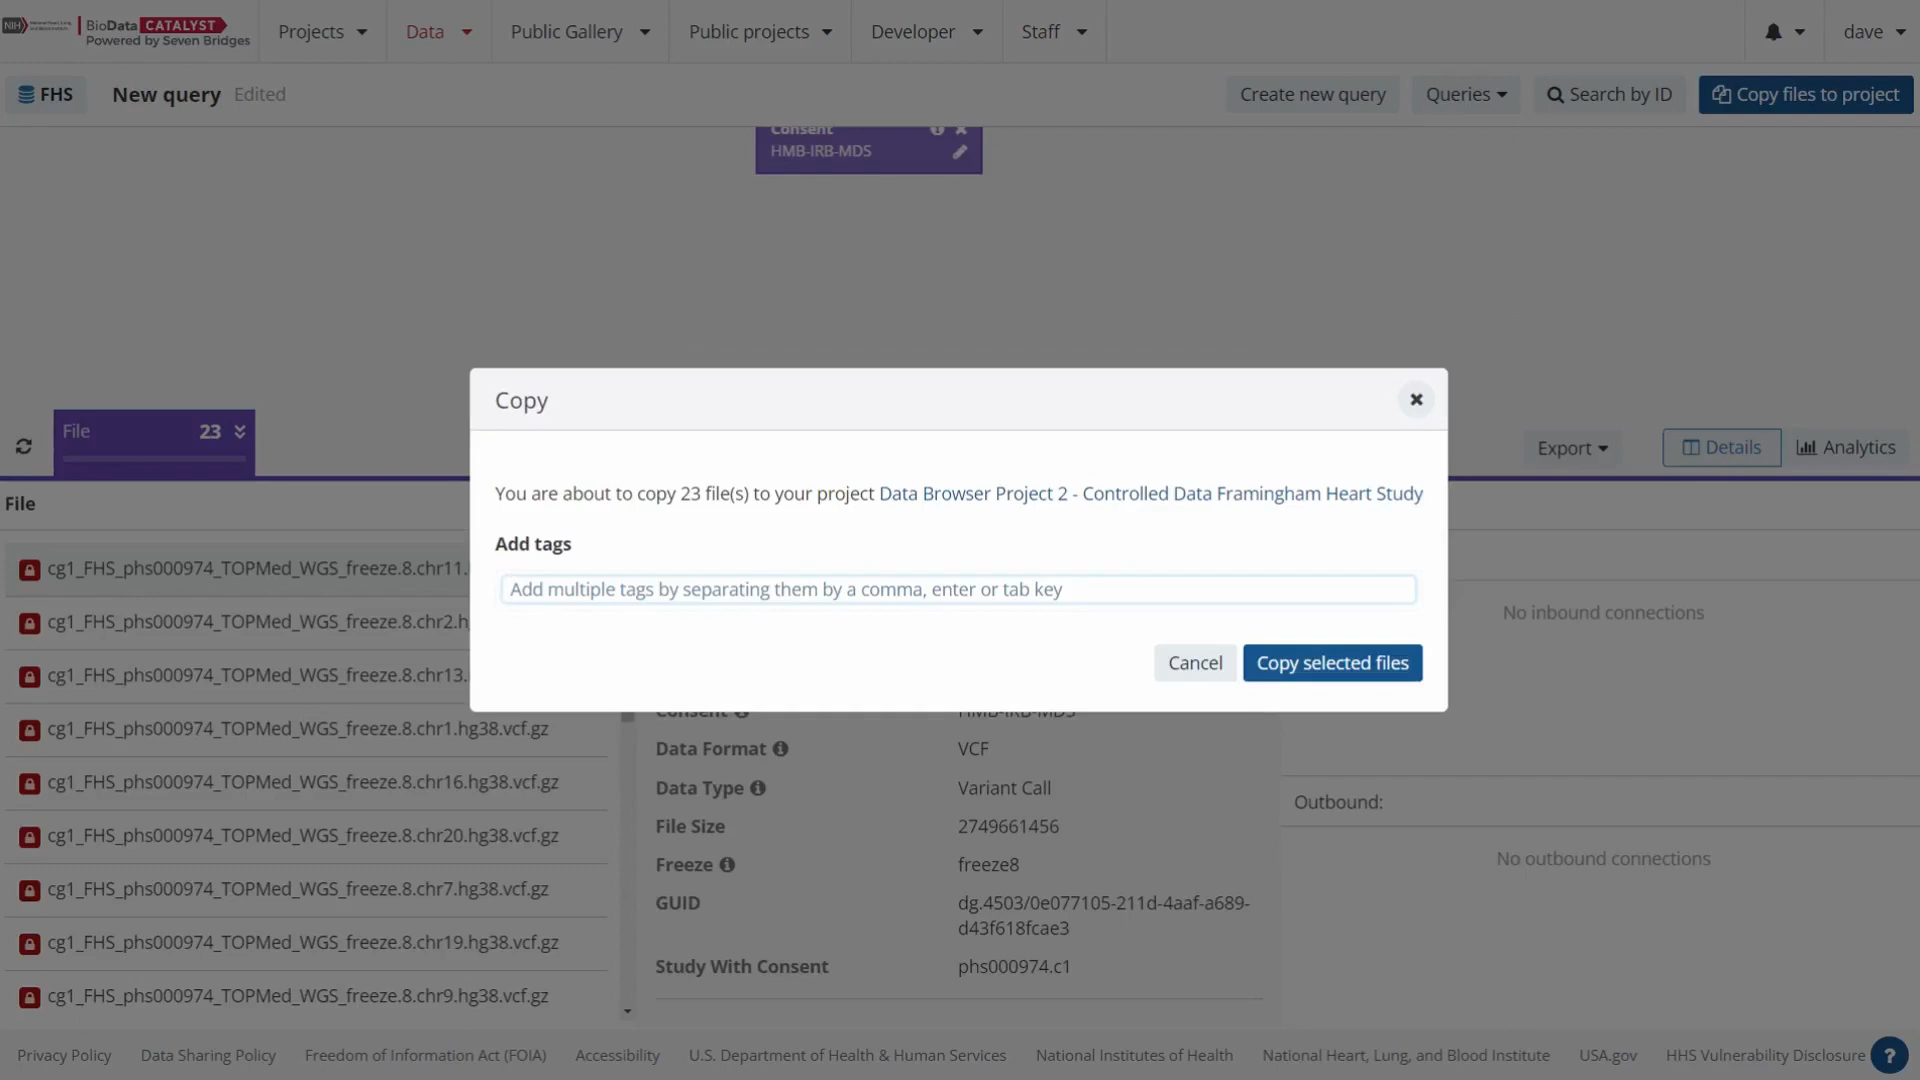 NIH
BioData CATALYST
Powered by Seven Bridges
Projects
Data
Public Gallery
Public projects
Developer
Staff
dave
FHS
New query
Edited
Create new query
Queries
Search by ID
Copy files to project
Consent
HMB-IRB-MDS
Copy
File 23
Export
Details
Analytics
You are about to copy 23 file(s) to your project Data Browser Project 2 - Controlled Data Framingham Heart Study
File
Add tags
Add multiple tags by separating them by a comma, enter or tab key
Cancel
Copy selected files
cg1_FHS_phs000974_TOPMed_WGS_freeze.8.chr11.
cg1_FHS_phs000974_TOPMed_WGS_freeze.8.chr2.h
cg1_FHS_phs000974_TOPMed_WGS_freeze.8.chr13.
cg1_FHS_phs000974_TOPMed_WGS_freeze.8.chr1.hg38.vcf.gz
cg1_FHS_phs000974_TOPMed_WGS_freeze.8.chr16.hg38.vcf.gz
cg1_FHS_phs000974_TOPMed_WGS_freeze.8.chr20.hg38.vcf.gz
cg1_FHS_phs000974_TOPMed_WGS_freeze.8.chr7.hg38.vcf.gz
cg1_FHS_phs000974_TOPMed_WGS_freeze.8.chr19.hg38.vcf.gz
cg1_FHS_phs000974_TOPMed_WGS_freeze.8.chr9.hg38.vcf.gz
Consent HMB-IRB-MDS
Data Format VCF
Data Type Variant Call
File Size 2749661456
Freeze freeze8
GUID dg.4503/0e077105-211d-4aaf-a689-
d43f618fcae3
Study With Consent phs000974.c1
No inbound connections
Outbound:
No outbound connections
Privacy Policy
Data Sharing Policy
Freedom of Information Act (FOIA)
Accessibility
U.S. Department of Health & Human Services
National Institutes of Health
National Heart, Lung, and Blood Institute
USA.gov
HHS Vulnerability Disclosure
?